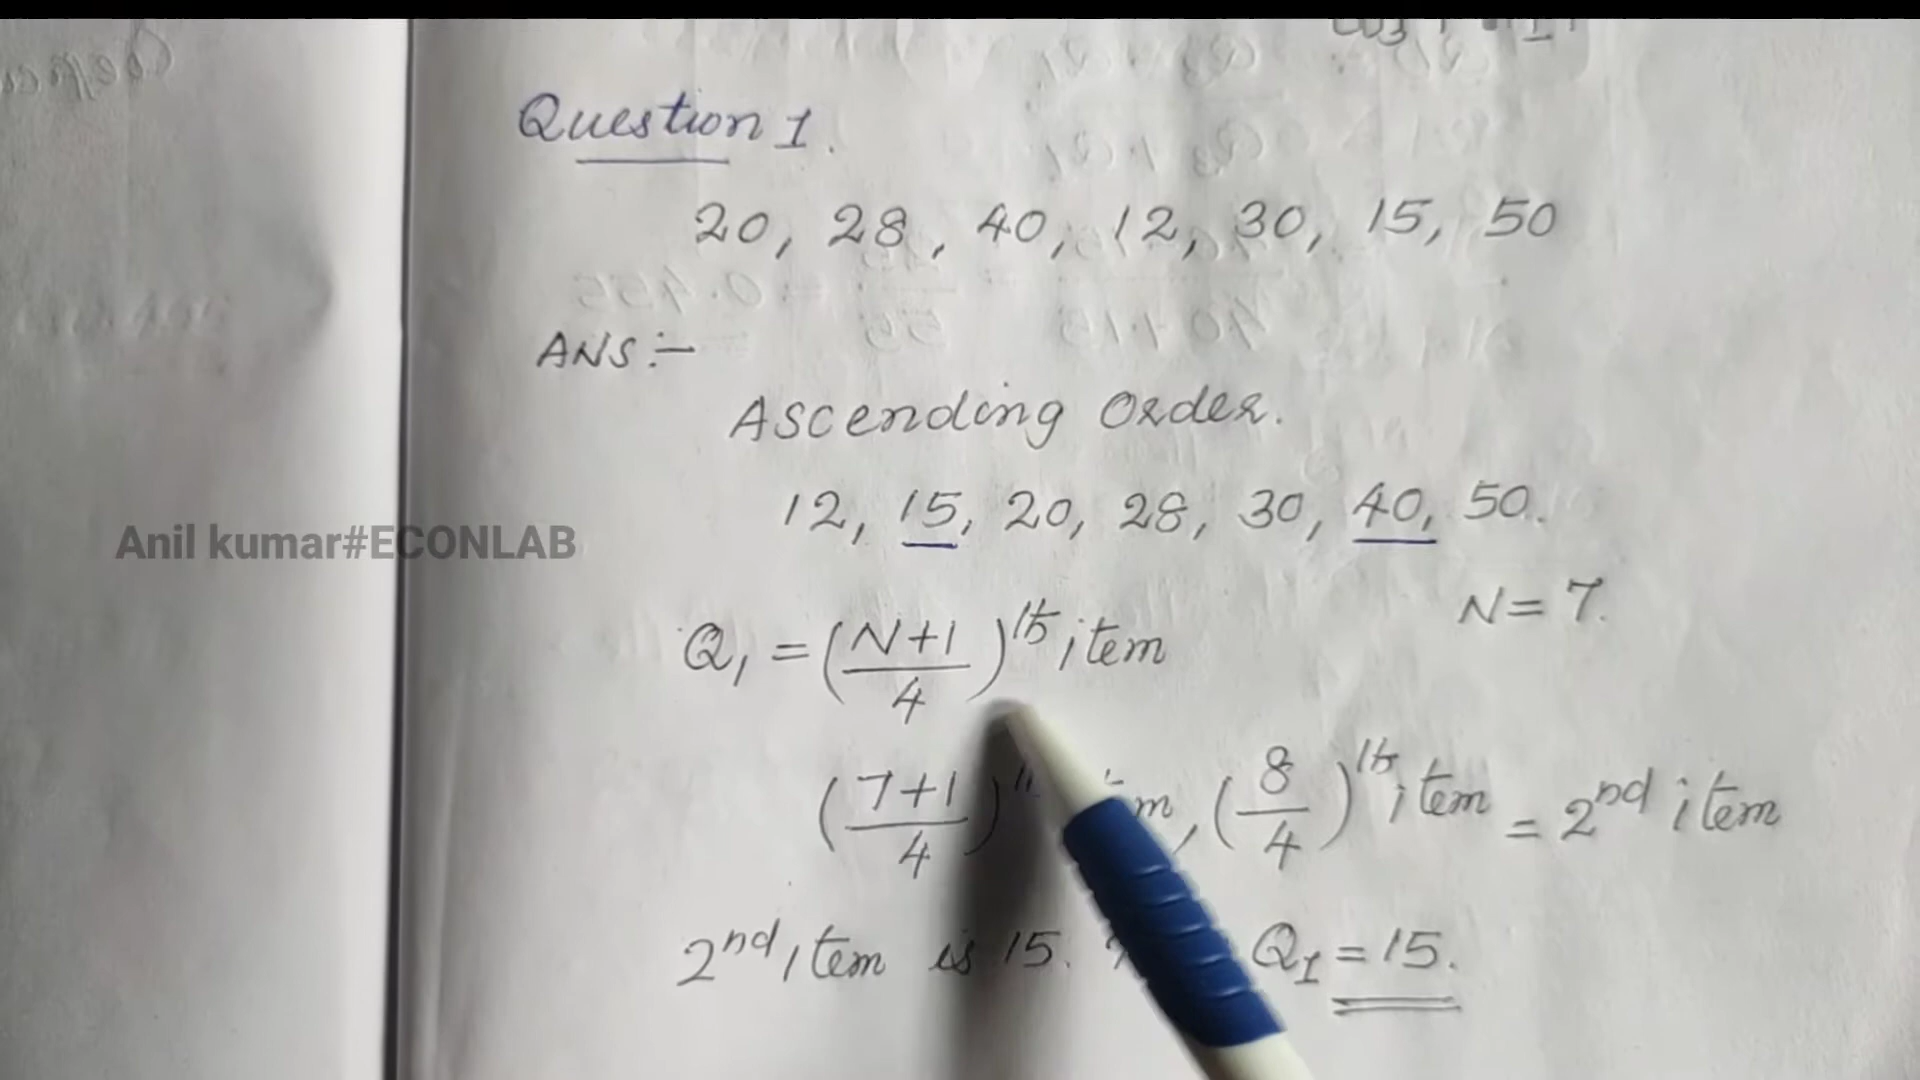 Question 1.
20, 28, 40, 12, 30, 15, 50
ANS :-
Ascending Order.
12, 15, 20, 28, 30, 40, 50.
N = 7.
Q1 = (N+1/4)th item
(7+1/4) , (8/4)th item = 2nd item
2nd item is 15. Q1 = 15.
Anil kumar#ECONLAB